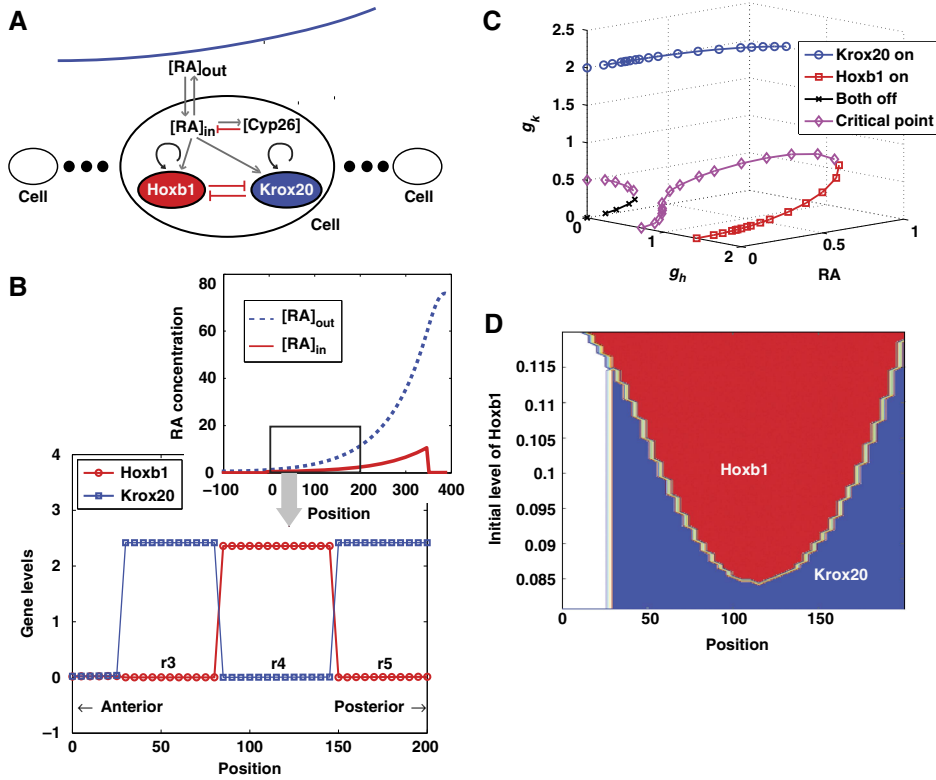 A
[RA]out
[RA]in
[Cyp26]
Hoxb1
Krox20
Cell
Cell
Cell
B
RA concentration
80
60
40
20
0
[RA]out
[RA]in
−100
0
100
200
300
400
Position
Gene levels
4
3
2
1
0
−1
Hoxb1
Krox20
r3
r4
r5
← Anterior
Posterior →
0
50
100
150
200
Position
C
gk
2.5
2
1.5
1
0.5
0
Krox20 on
Hoxb1 on
Both off
Critical point
0
1
2
gh
0
0.5
1
RA
D
Initial level of Hoxb1
0.115
0.11
0.105
0.1
0.095
0.09
0.085
Hoxb1
Krox20
0
50
100
150
Position